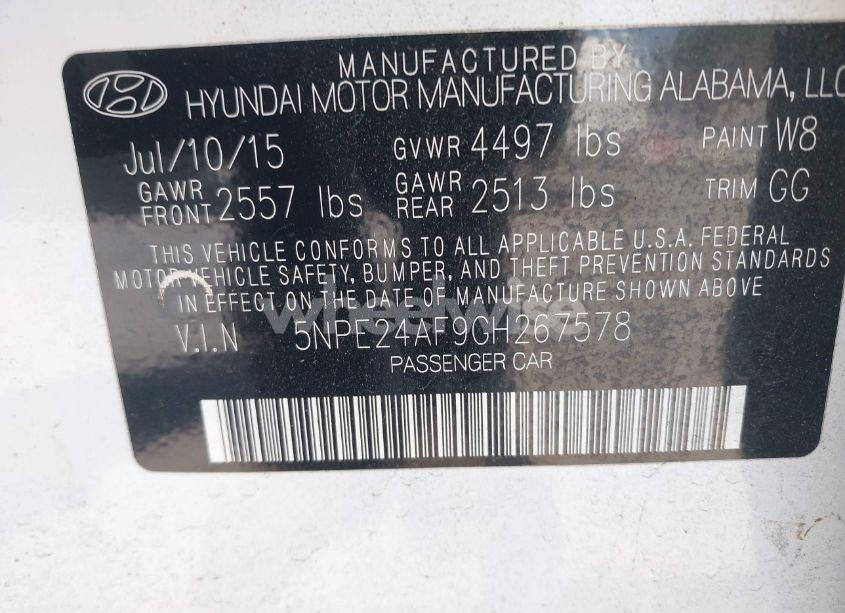 MANUFACTURED BY
HYUNDAI MOTOR MANUFACTURING ALABAMA, LLC
Jul/10/15 GVWR 4497 lbs PAINT W8
GAWR FRONT 2557 lbs GAWR REAR 2513 lbs TRIM GG
THIS VEHICLE CONFORMS TO ALL APPLICABLE U.S.A. FEDERAL
MOTOR VEHICLE SAFETY, BUMPER, AND THEFT PREVENTION STANDARDS
IN EFFECT ON THE DATE OF MANUFACTURE SHOWN ABOVE
V.I.N 5NPE24AF9GH267578
PASSENGER CAR